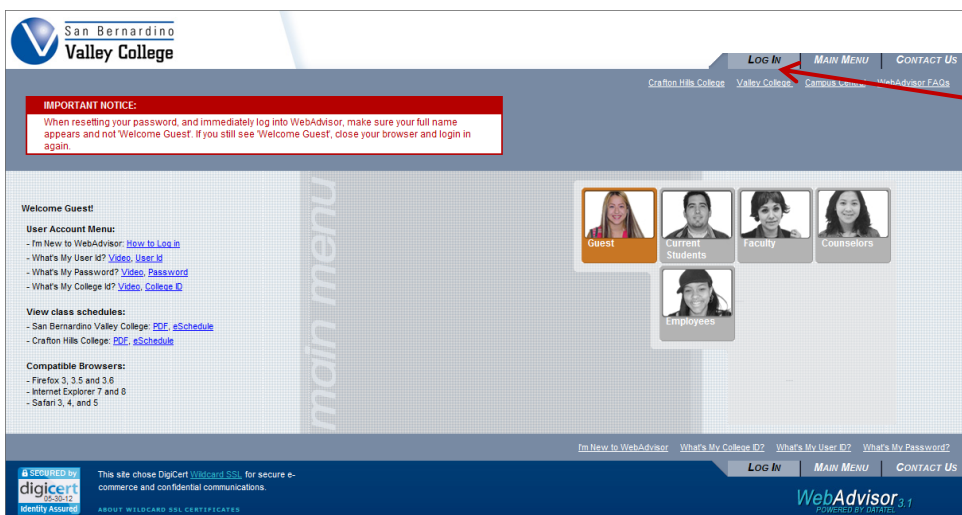 San Bernardino
Valley College
LOG IN MAIN MENU CONTACT US
Crafton Hills College Valley College Campus Central WebAdvisor FAQs
IMPORTANT NOTICE:
When resetting your password, and immediately log into WebAdvisor, make sure your full name
appears and not 'Welcome Guest'. If you still see 'Welcome Guest', close your browser and login in
again.
main menu
Welcome Guest!
User Account Menu:
- I'm New to WebAdvisor: How to Log in
- What's My User Id? Video, User Id
- What's My Password? Video, Password
- What's My College Id? Video, College ID
View class schedules:
- San Bernardino Valley College: PDF, eSchedule
- Crafton Hills College: PDF, eSchedule
Compatible Browsers:
- Firefox 3, 3.5 and 3.6
- Internet Explorer 7 and 8
- Safari 3, 4, and 5
Guest
Current
Students
Faculty
Counselors
Employees
I'm New to WebAdvisor What's My College ID? What's My User ID? What's My Password?
LOG IN MAIN MENU CONTACT US
SECURED by
digicert
05-30-12
Identity Assured
This site chose DigiCert Wildcard SSL for secure e-
commerce and confidential communications.
ABOUT WILDCARD SSL CERTIFICATES
WebAdvisor 3.1
POWERED BY DATATEL